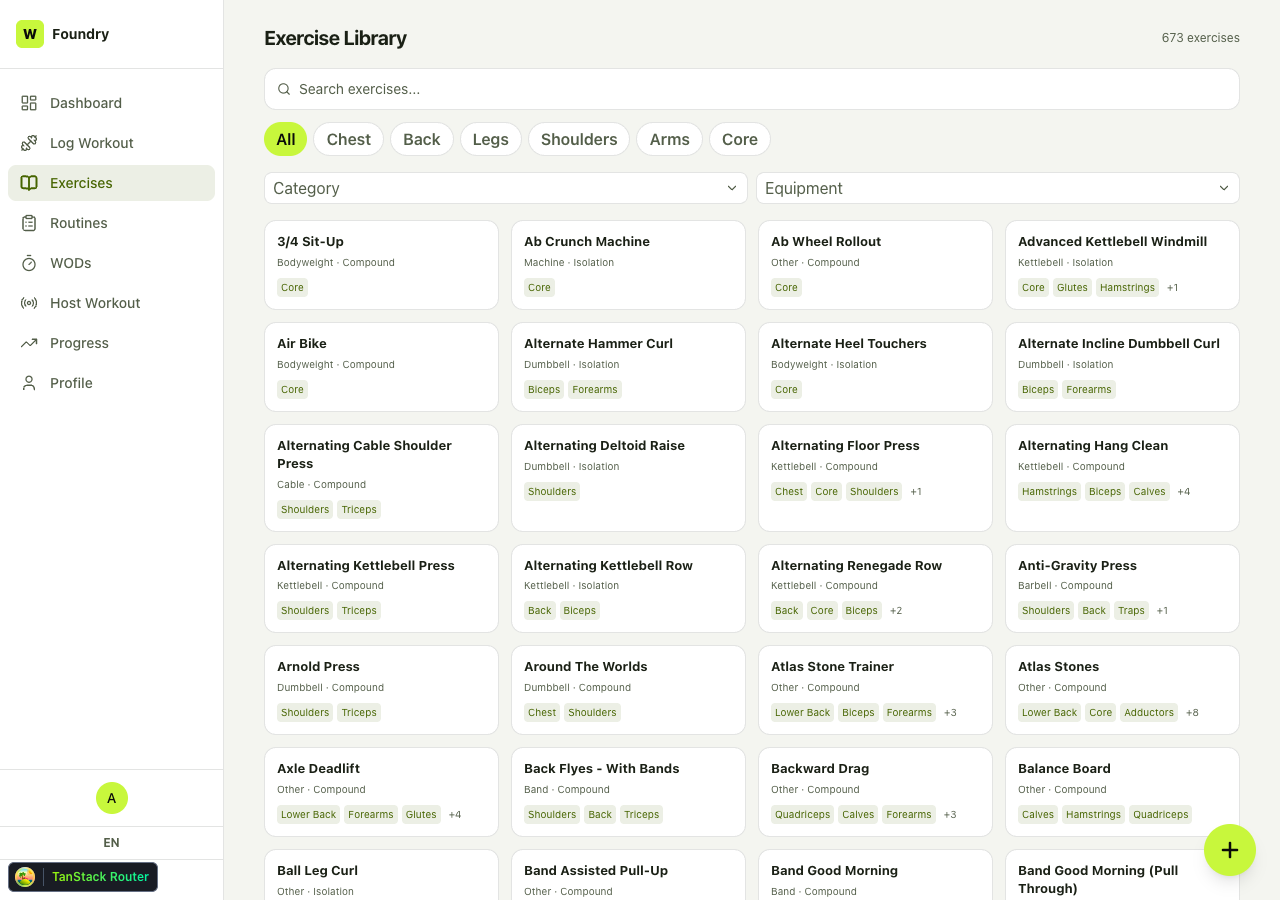 W Foundry
Dashboard
Log Workout
Exercises
Routines
WODs
Host Workout
Progress
Profile
A
EN
TanStack Router
Exercise Library
673 exercises
Search exercises...
All Chest Back Legs Shoulders Arms Core
Category
Equipment
3/4 Sit-Up
Bodyweight · Compound
Core
Ab Crunch Machine
Machine · Isolation
Core
Ab Wheel Rollout
Other · Compound
Core
Advanced Kettlebell Windmill
Kettlebell · Isolation
Core Glutes Hamstrings +1
Air Bike
Bodyweight · Compound
Core
Alternate Hammer Curl
Dumbbell · Isolation
Biceps Forearms
Alternate Heel Touchers
Bodyweight · Isolation
Core
Alternate Incline Dumbbell Curl
Dumbbell · Isolation
Biceps Forearms
Alternating Cable Shoulder
Press
Cable · Compound
Shoulders Triceps
Alternating Deltoid Raise
Dumbbell · Isolation
Shoulders
Alternating Floor Press
Kettlebell · Compound
Chest Core Shoulders +1
Alternating Hang Clean
Kettlebell · Compound
Hamstrings Biceps Calves +4
Alternating Kettlebell Press
Kettlebell · Compound
Shoulders Triceps
Alternating Kettlebell Row
Kettlebell · Isolation
Back Biceps
Alternating Renegade Row
Kettlebell · Compound
Back Core Biceps +2
Anti-Gravity Press
Barbell · Compound
Shoulders Back Traps +1
Arnold Press
Dumbbell · Compound
Shoulders Triceps
Around The Worlds
Dumbbell · Compound
Chest Shoulders
Atlas Stone Trainer
Other · Compound
Lower Back Biceps Forearms +3
Atlas Stones
Other · Compound
Lower Back Core Adductors +8
Axle Deadlift
Other · Compound
Lower Back Forearms Glutes +4
Back Flyes - With Bands
Band · Compound
Shoulders Back Triceps
Backward Drag
Other · Compound
Quadriceps Calves Forearms +3
Balance Board
Other · Compound
Calves Hamstrings Quadriceps
Ball Leg Curl
Other · Isolation
Band Assisted Pull-Up
Other · Compound
Band Good Morning
Band · Compound
Band Good Morning (Pull
Through)